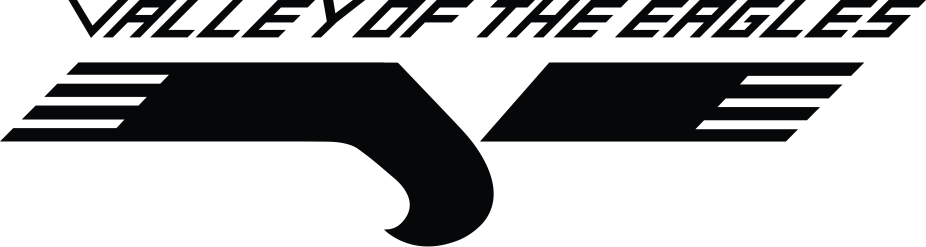 VALLEY OF THE EAGLES